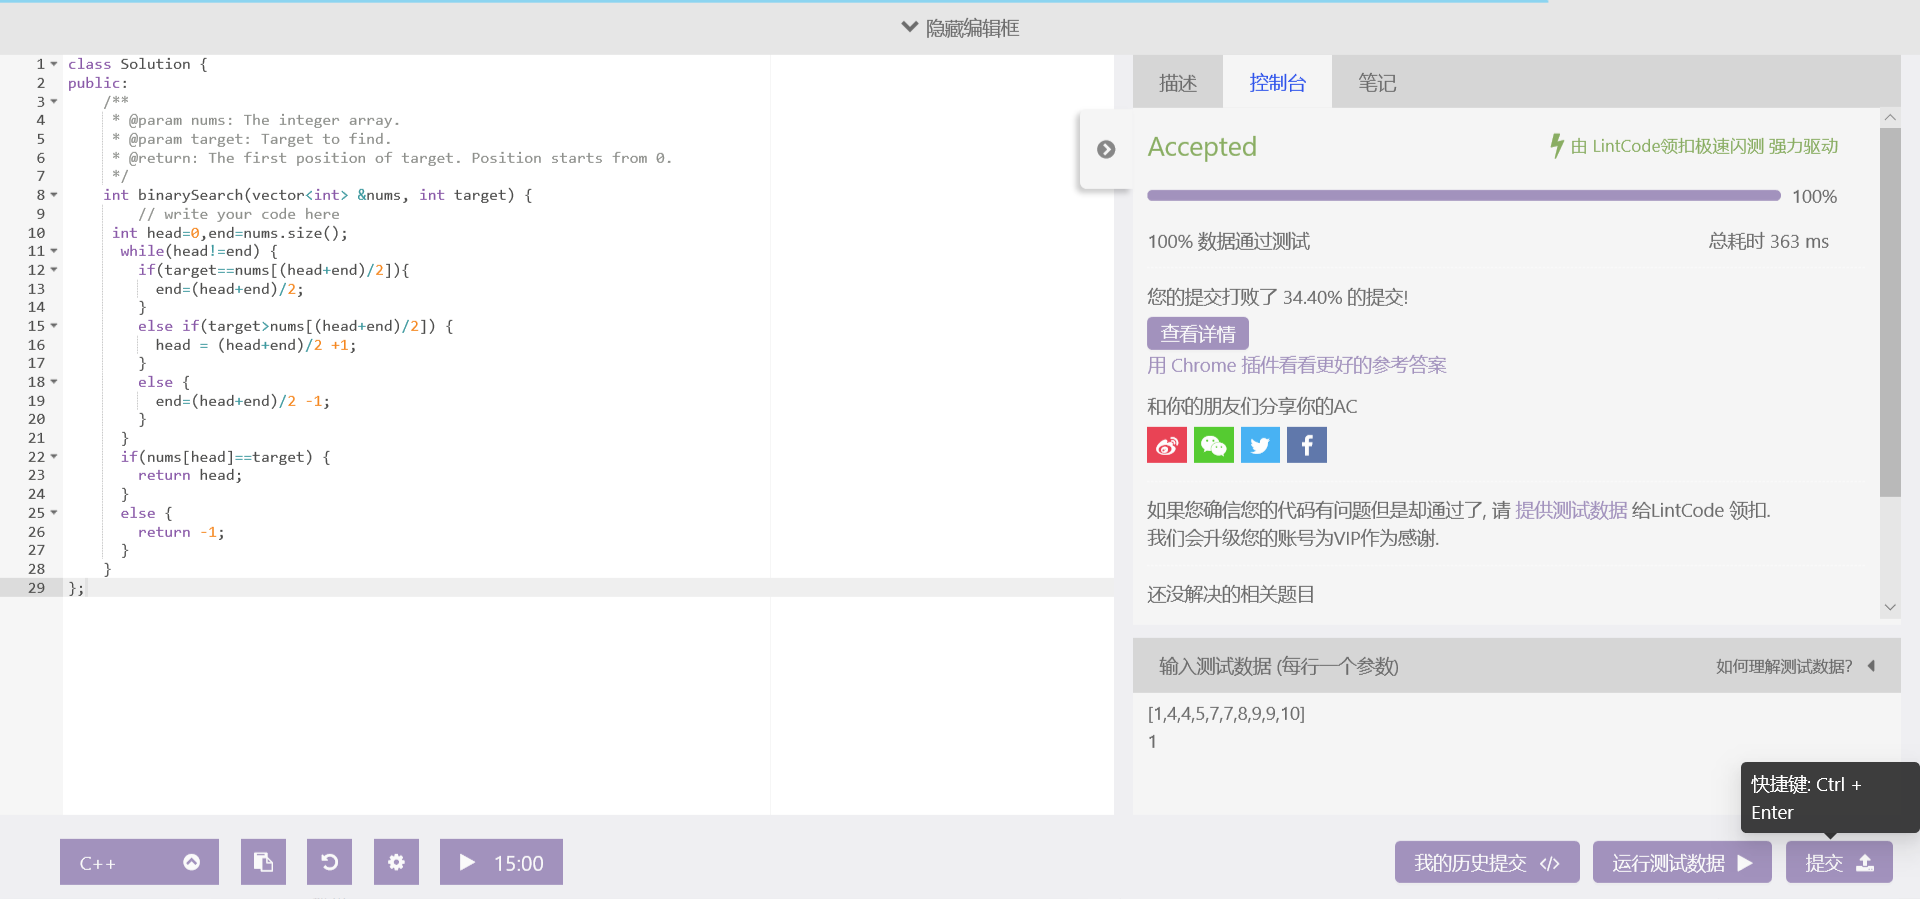 隐藏编辑框
1 class Solution {
2 public:
3     /**
4      * @param nums: The integer array.
5      * @param target: Target to find.
6      * @return: The first position of target. Position starts from 0.
7      */
8     int binarySearch(vector<int> &nums, int target) {
9         // write your code here
10      int head=0,end=nums.size();
11       while(head!=end) {
12         if(target==nums[(head+end)/2]){
13           end=(head+end)/2;
14         }
15         else if(target>nums[(head+end)/2]) {
16           head = (head+end)/2 +1;
17         }
18         else {
19           end=(head+end)/2 -1;
20         }
21       }
22       if(nums[head]==target) {
23         return head;
24       }
25       else {
26         return -1;
27       }
28     }
29 };
描述 控制台 笔记
Accepted 由 LintCode领扣极速闪测 强力驱动
100%
100% 数据通过测试 总耗时 363 ms
您的提交打败了 34.40% 的提交!
查看详情
用 Chrome 插件看看更好的参考答案
和你的朋友们分享你的AC
如果您确信您的代码有问题但是却通过了, 请 提供测试数据 给LintCode 领扣.
我们会升级您的账号为VIP作为感谢.
还没解决的相关题目
输入测试数据 (每行一个参数) 如何理解测试数据?
[1,4,4,5,7,7,8,9,9,10]
1
快捷键: Ctrl +
Enter
C++ 15:00 我的历史提交 </> 运行测试数据 提交